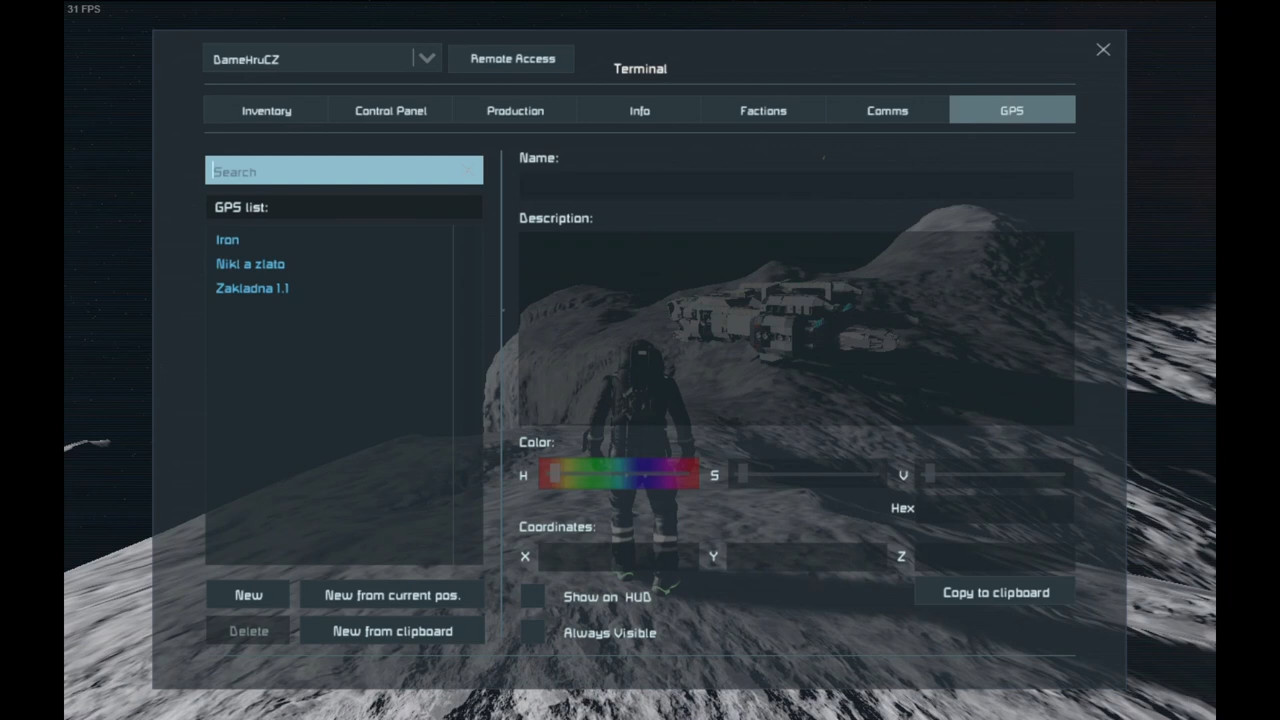 31 FPS
DameHruCZ
Remote Access
Terminal
Inventory
Control Panel
Production
Info
Factions
Comms
GPS
Search
GPS list:
Iron
Nikl a zlato
Zakladna 1.1
New
New from current pos.
Delete
New from clipboard
Name:
Description:
Color:
H
S
V
Hex
Coordinates:
X
Y
Z
Show on HUD
Copy to clipboard
Always Visible